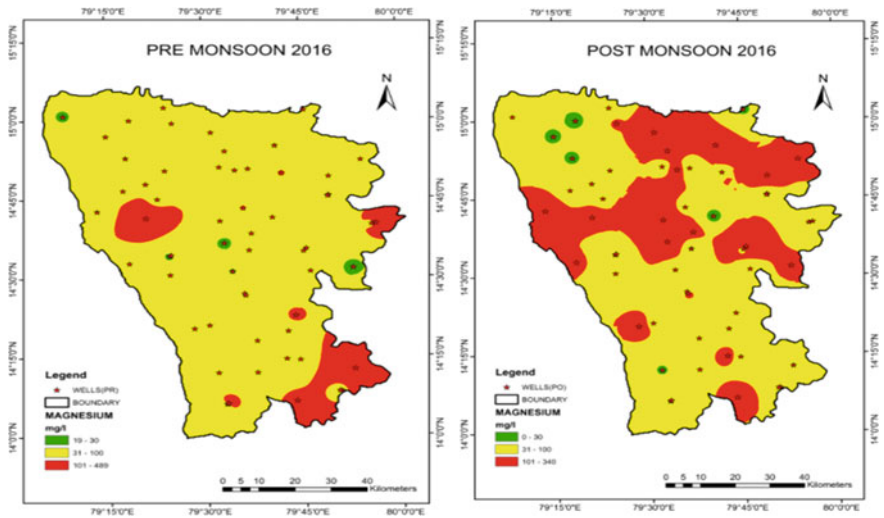 79°15'0"E 79°30'0"E 79°45'0"E 80°0'0"E
PRE MONSOON 2016
N
15°15'0"N
15°0'0"N
14°45'0"N
14°30'0"N
14°15'0"N
14°0'0"N
Legend
WELLS(PR)
BOUNDARY
MAGNESIUM
mg/l
19 - 30
31 - 100
101 - 489
0 5 10 20 30 40
Kilometers
79°15'0"E 79°30'0"E 79°45'0"E 80°0'0"E
79°15'0"E 79°30'0"E 79°45'0"E 80°0'0"E
POST MONSOON 2016
N
15°15'0"N
15°0'0"N
14°45'0"N
14°30'0"N
14°15'0"N
14°0'0"N
Legend
WELLS(PO)
BOUNDARY
MAGNESIUM
mg/l
0 - 30
31 - 100
101 - 340
0 5 10 20 30 40
Kilometers
79°15'0"E 79°30'0"E 79°45'0"E 80°0'0"E